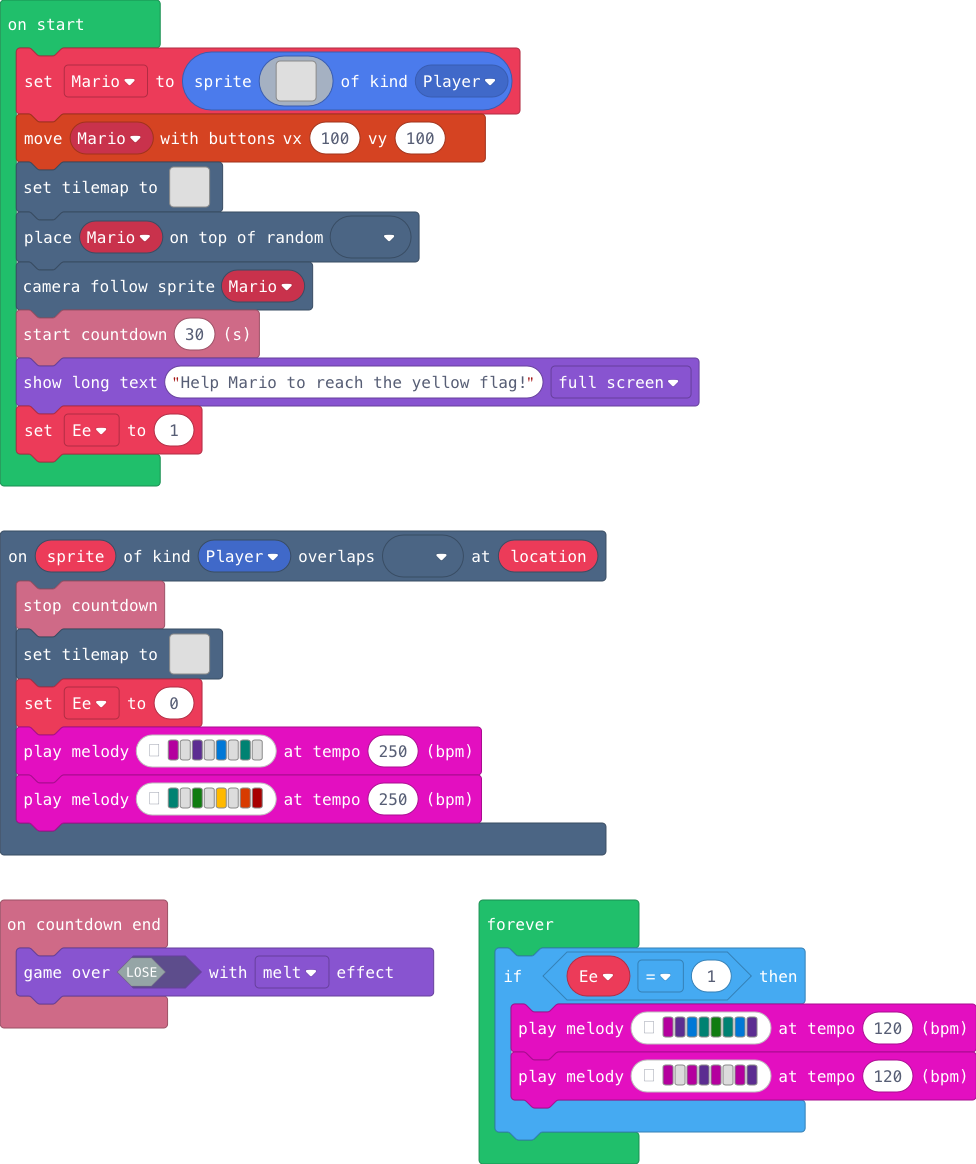 on start
set Mario to sprite of kind Player
move Mario with buttons vx 100 vy 100
set tilemap to
place Mario on top of random
camera follow sprite Mario
start countdown 30 (s)
show long text "Help Mario to reach the yellow flag!" full screen
set Ee to 1
on sprite of kind Player overlaps at location
stop countdown
set tilemap to
set Ee to 0
play melody at tempo 250 (bpm)
play melody at tempo 250 (bpm)
on countdown end
game over LOSE with melt effect
forever
if Ee = 1 then
play melody at tempo 120 (bpm)
play melody at tempo 120 (bpm)